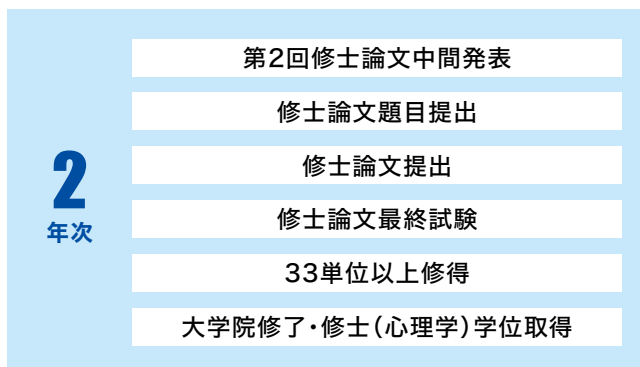 2
年次
第2回修士論文中間発表
修士論文題目提出
修士論文提出
修士論文最終試験
33単位以上修得
大学院修了・修士（心理学）学位取得